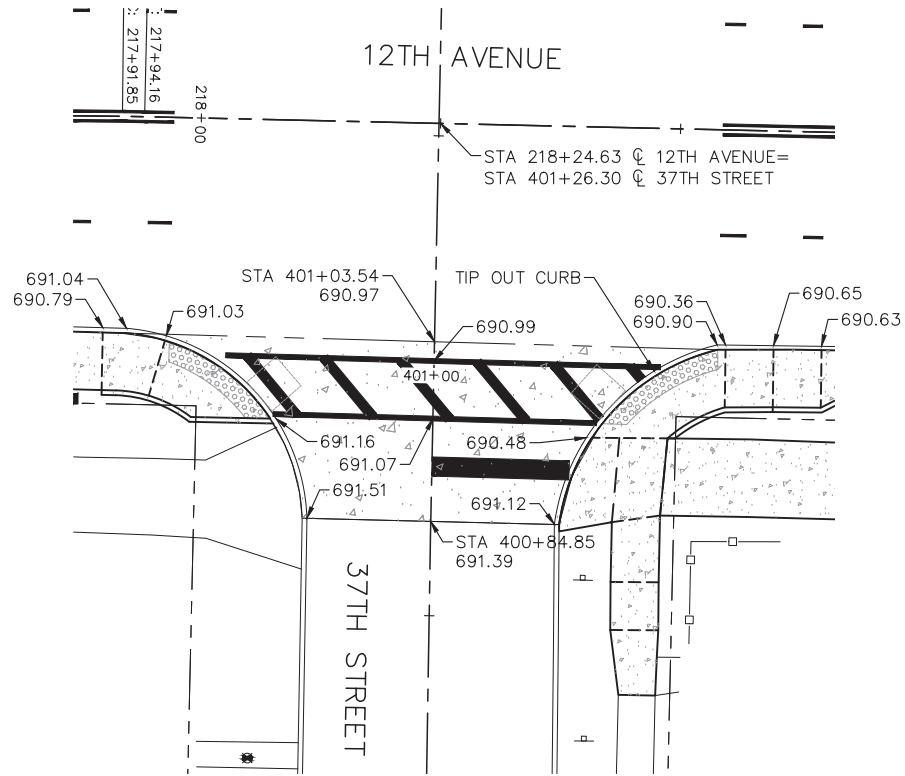 217+91.85
217+94.16
218+00
12TH AVENUE
STA 218+24.63 ℄ 12TH AVENUE=
STA 401+26.30 ℄ 37TH STREET
691.04
690.79
691.03
STA 401+03.54
690.97
TIP OUT CURB
690.99
690.36
690.90
690.65
690.63
401+00
691.16
691.07
690.48
691.51
691.12
STA 400+84.85
691.39
37TH STREET